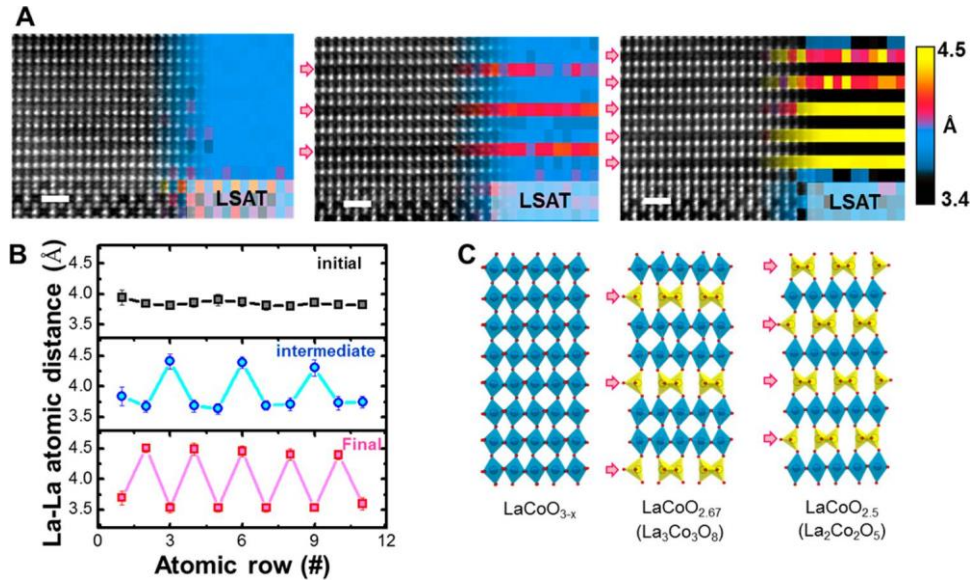 A
LSAT
LSAT
LSAT
4.5
Å
3.4
B
La-La atomic distance (Å)
4.5
4.0
3.5
initial
4.5
4.0
3.5
intermediate
4.5
4.0
3.5
Final
0 3 6 9 12
Atomic row (#)
C
LaCoO3-x
LaCoO2.67
(La3Co3O8)
LaCoO2.5
(La2Co2O5)